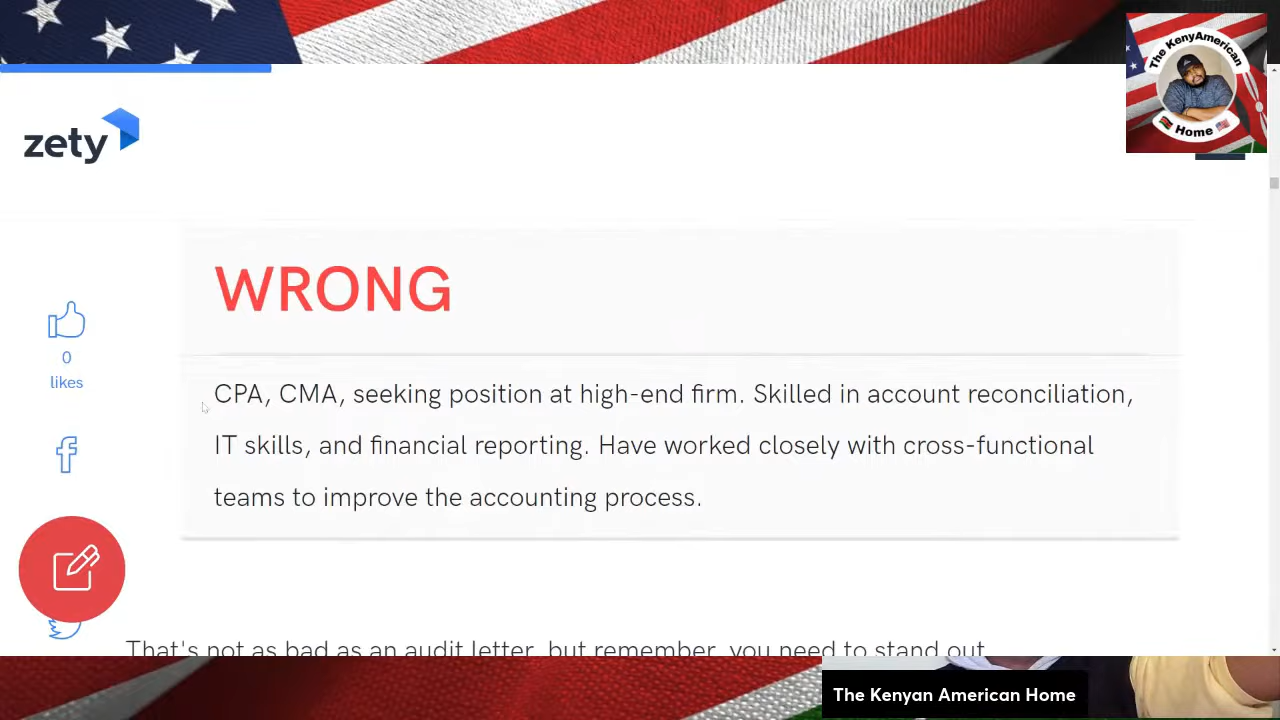 The KenyAmerican
Home
zety
WRONG
0
likes
CPA, CMA, seeking position at high-end firm. Skilled in account reconciliation,
IT skills, and financial reporting. Have worked closely with cross-functional
teams to improve the accounting process.
That's not as bad as an audit letter, but remember, you need to stand out
The Kenyan American Home